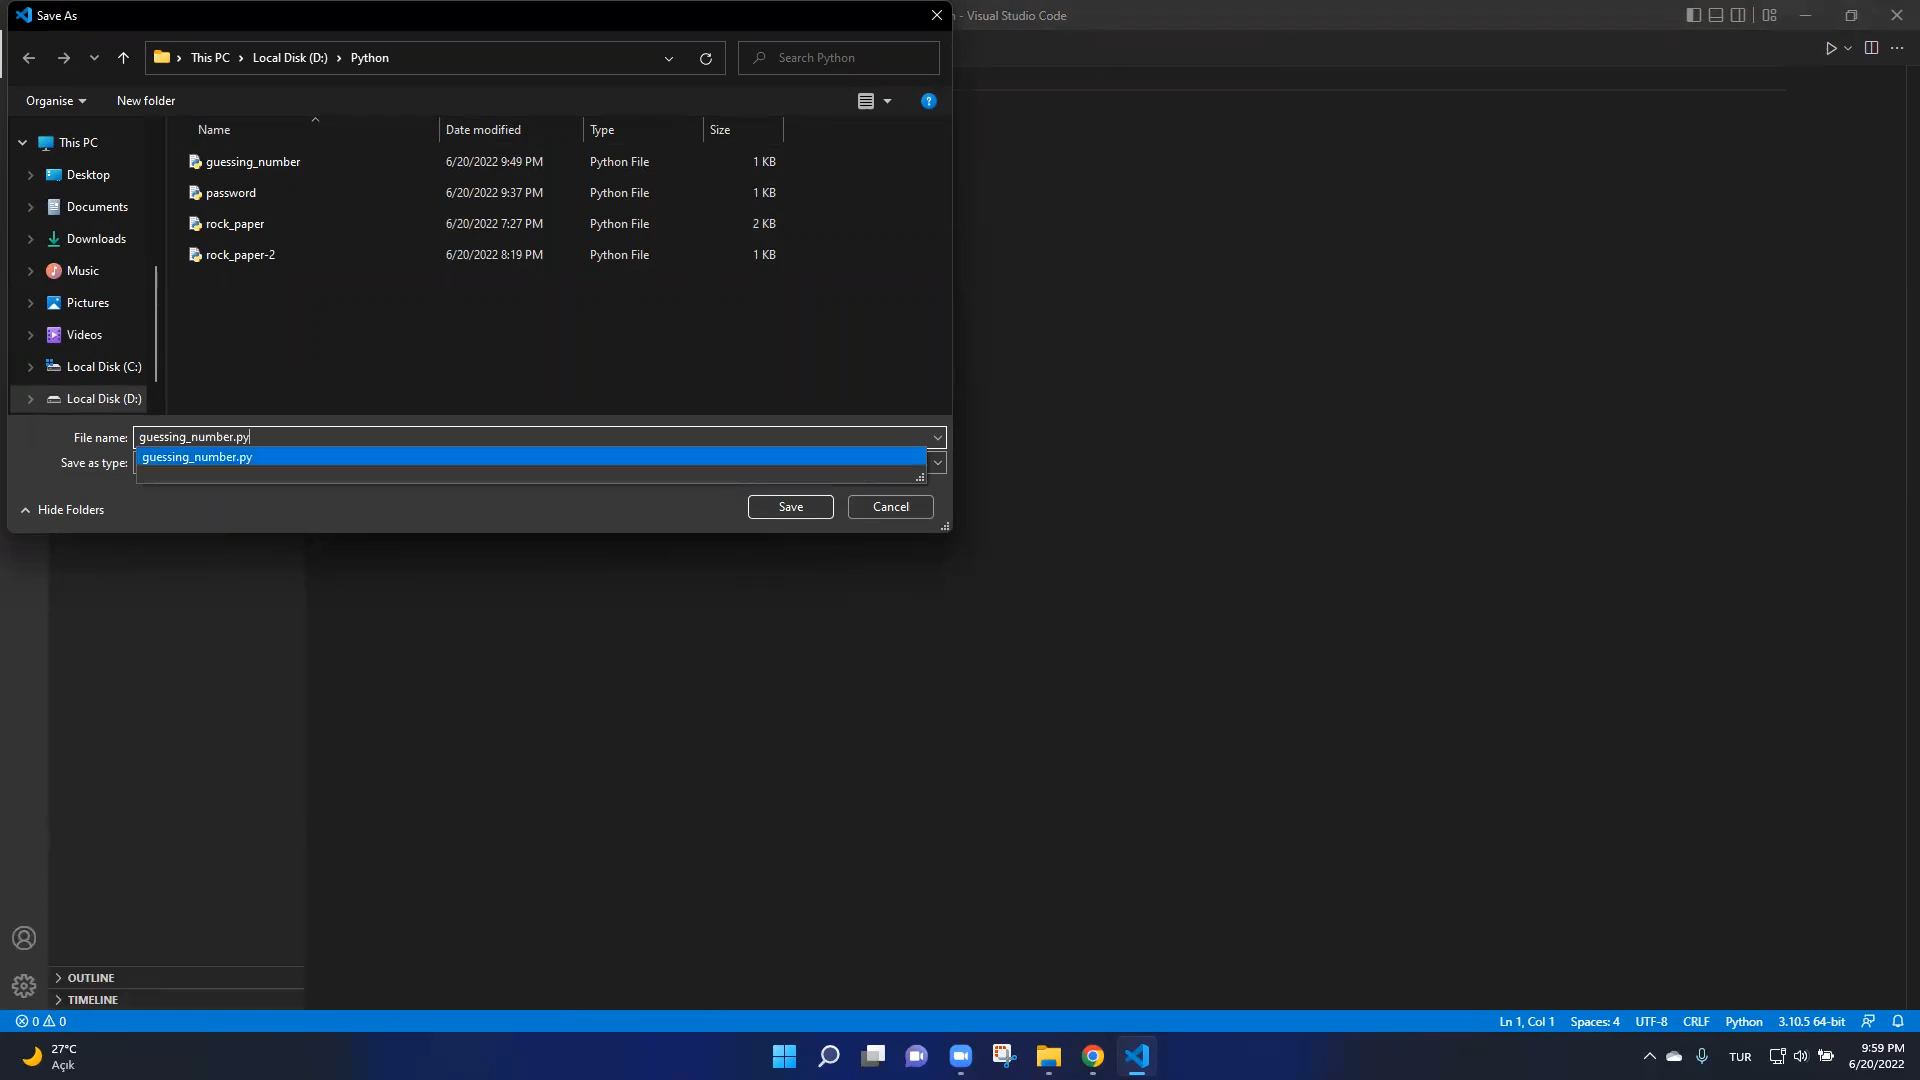 Save As
- Visual Studio Code
This PC
Local Disk (D:)
Python
Search Python
Organise
New folder
Name
Date modified
Type
Size
guessing_number
6/20/2022 9:49 PM
Python File
1 KB
password
6/20/2022 9:37 PM
Python File
1 KB
rock_paper
6/20/2022 7:27 PM
Python File
2 KB
rock_paper-2
6/20/2022 8:19 PM
Python File
1 KB
This PC
Desktop
Documents
Downloads
Music
Pictures
Videos
Local Disk (C:)
Local Disk (D:)
File name:
guessing_number.py
guessing_number.py
Save as type:
Hide Folders
Save
Cancel
OUTLINE
TIMELINE
0
0
Ln 1, Col 1
Spaces: 4
UTF-8
CRLF
Python
3.10.5 64-bit
27°C
Açık
TUR
9:59 PM
6/20/2022